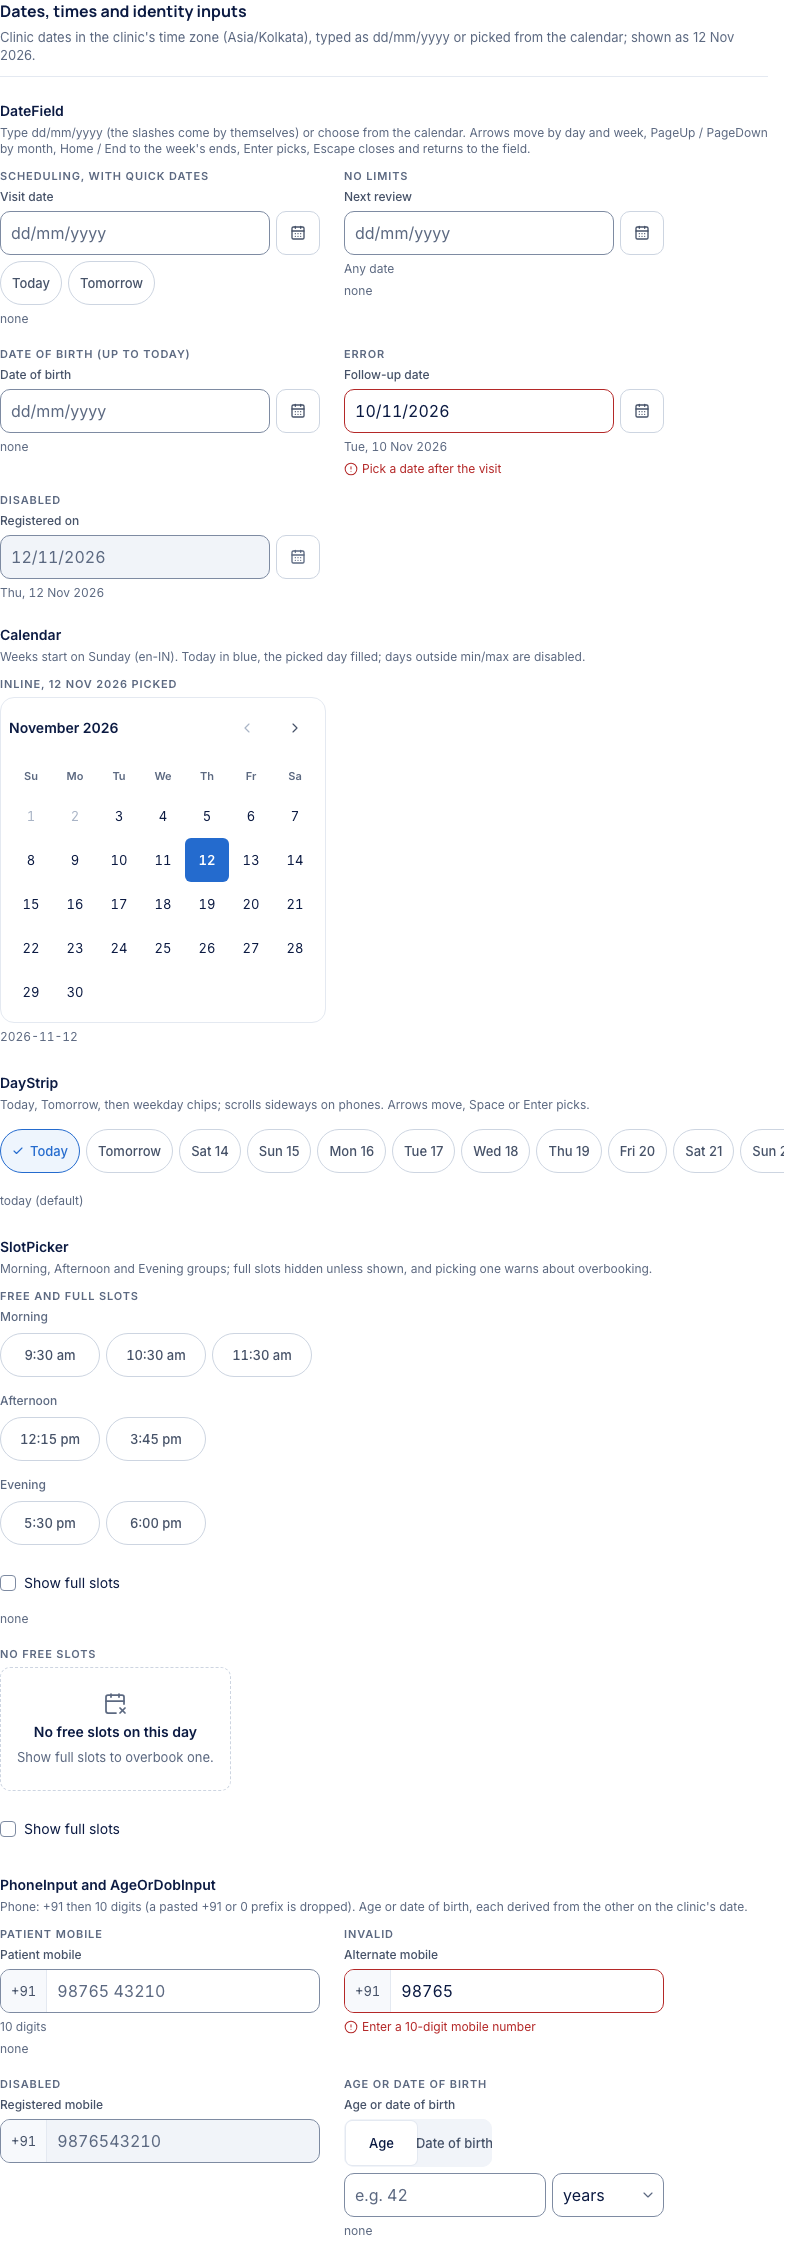 Dates, times and identity inputs
Clinic dates in the clinic's time zone (Asia/Kolkata), typed as dd/mm/yyyy or picked from the calendar; shown as 12 Nov
2026.
DateField
Type dd/mm/yyyy (the slashes come by themselves) or choose from the calendar. Arrows move by day and week, PageUp / PageDown
by month, Home / End to the week's ends, Enter picks, Escape closes and returns to the field.
SCHEDULING, WITH QUICK DATES
Visit date
dd/mm/yyyy
Today Tomorrow
none
NO LIMITS
Next review
dd/mm/yyyy
Any date
none
DATE OF BIRTH (UP TO TODAY)
Date of birth
dd/mm/yyyy
none
ERROR
Follow-up date
10/11/2026
Tue, 10 Nov 2026
Pick a date after the visit
DISABLED
Registered on
12/11/2026
Thu, 12 Nov 2026
Calendar
Weeks start on Sunday (en-IN). Today in blue, the picked day filled; days outside min/max are disabled.
INLINE, 12 NOV 2026 PICKED
November 2026
Su Mo Tu We Th Fr Sa
1 2 3 4 5 6 7
8 9 10 11 12 13 14
15 16 17 18 19 20 21
22 23 24 25 26 27 28
29 30
2026-11-12
DayStrip
Today, Tomorrow, then weekday chips; scrolls sideways on phones. Arrows move, Space or Enter picks.
Today Tomorrow Sat 14 Sun 15 Mon 16 Tue 17 Wed 18 Thu 19 Fri 20 Sat 21 Sun
today (default)
SlotPicker
Morning, Afternoon and Evening groups; full slots hidden unless shown, and picking one warns about overbooking.
FREE AND FULL SLOTS
Morning
9:30 am 10:30 am 11:30 am
Afternoon
12:15 pm 3:45 pm
Evening
5:30 pm 6:00 pm
Show full slots
none
NO FREE SLOTS
No free slots on this day
Show full slots to overbook one.
Show full slots
PhoneInput and AgeOrDobInput
Phone: +91 then 10 digits (a pasted +91 or 0 prefix is dropped). Age or date of birth, each derived from the other on the clinic's date.
PATIENT MOBILE
Patient mobile
+91 98765 43210
10 digits
none
INVALID
Alternate mobile
+91 98765
Enter a 10-digit mobile number
DISABLED
Registered mobile
+91 9876543210
AGE OR DATE OF BIRTH
Age or date of birth
Age Date of birth
e.g. 42 years
none